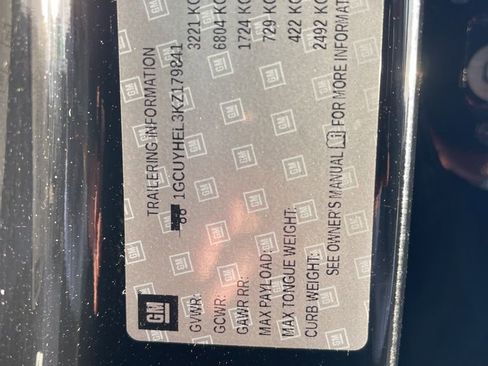 GM
TRAILERING INFORMATION
1GCUYHEL3KZ179841
GVWR: 3221 KG
GCWR: 6804 KG
GAWR RR: 1724 KG
MAX PAYLOAD: 729 KG
MAX TONGUE WEIGHT: 422 KG
CURB WEIGHT: 2492 KG
SEE OWNER'S MANUAL FOR MORE INFORMATION